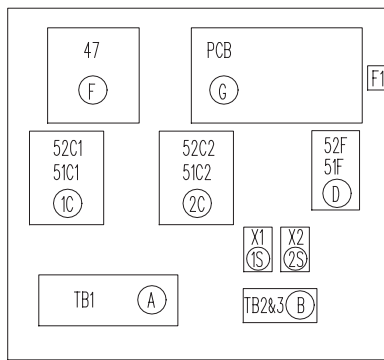 47
F
PCB
G
F1
52C1
51C1
1C
52C2
51C2
2C
52F
51F
D
X1
1S
X2
2S
TB1 A
TB2&3 B